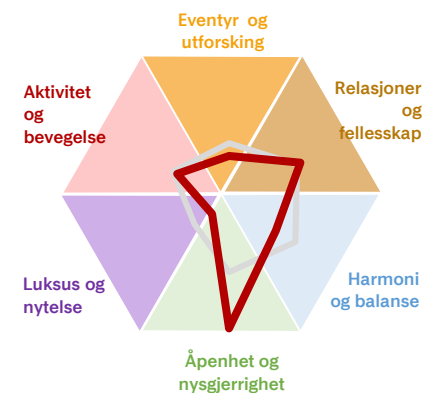 Eventyr og
utforsking
Relasjoner
og
fellesskap
Harmoni
og balanse
Åpenhet og
nysgjerrighet
Luksus og
nytelse
Aktivitet
og
bevegelse